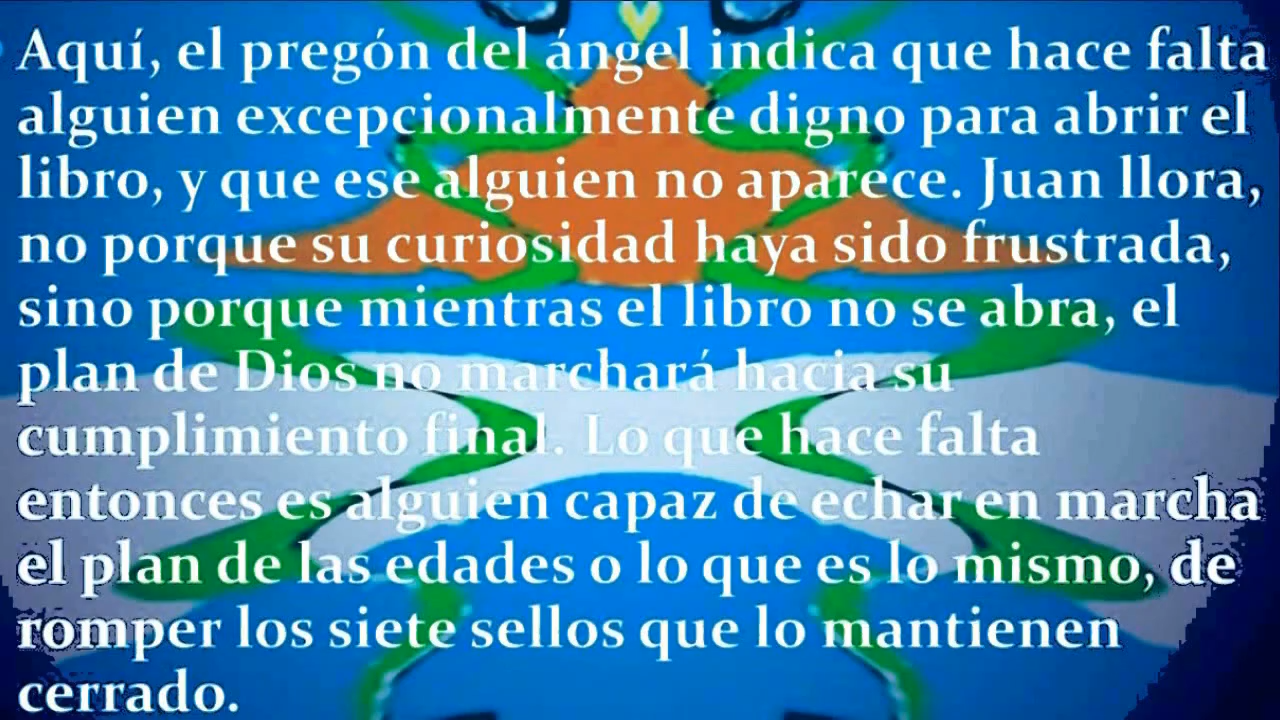 Aquí, el pregón del ángel indica que hace falta
alguien excepcionalmente digno para abrir el
libro, y que ese alguien no aparece. Juan llora,
no porque su curiosidad haya sido frustrada,
sino porque mientras el libro no se abra, el
plan de Dios no marchará hacia su
cumplimiento final. Lo que hace falta
entonces es alguien capaz de echar en marcha
el plan de las edades o lo que es lo mismo, de
romper los siete sellos que lo mantienen
cerrado.